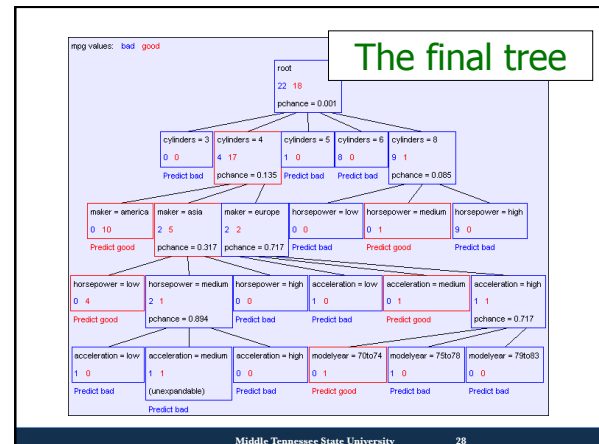 mpg values: bad good
The final tree
root
22 18
pchance = 0.001
cylinders = 3 cylinders = 4 cylinders = 5 cylinders = 6 cylinders = 8
0 0 4 17 1 0 8 0 9 1
Predict bad pchance = 0.135 Predict bad Predict bad pchance = 0.085
maker = america maker = asia maker = europe horsepower = low horsepower = medium horsepower = high
0 10 2 5 2 2 0 0 0 1 9 0
Predict good pchance = 0.317 pchance = 0.717 Predict bad Predict good Predict bad
horsepower = low horsepower = medium horsepower = high acceleration = low acceleration = medium acceleration = high
0 4 2 1 0 0 1 0 0 1 1 1
Predict good pchance = 0.894 Predict bad Predict bad Predict good pchance = 0.717
acceleration = low acceleration = medium acceleration = high modelyear = 70to74 modelyear = 75to78 modelyear = 79to83
1 0 1 1 0 0 0 1 1 0 0 0
Predict bad (unexpandable) Predict bad Predict good Predict bad Predict bad
Predict bad
Middle Tennessee State University 28